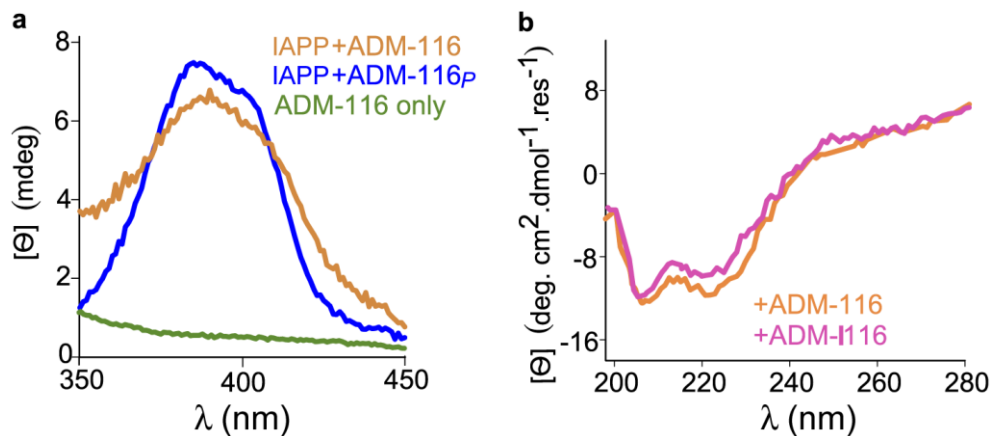 a
8
6
4
2
0
350
400
450
λ (nm)
[Θ] (mdeg)
IAPP+ADM-116
IAPP+ADM-116P
ADM-116 only
b
8
0
-8
-16
200
220
240
260
280
λ (nm)
[Θ] (deg. cm².dmol⁻¹.res⁻¹)
+ADM-116
+ADM-I116